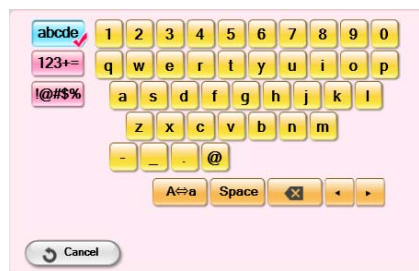 abcde 1 2 3 4 5 6 7 8 9 0
123+= q w e r t y u i o p
!@#$% a s d f g h j k l
z x c v b n m
- _ . @
A⇔a Space
Cancel